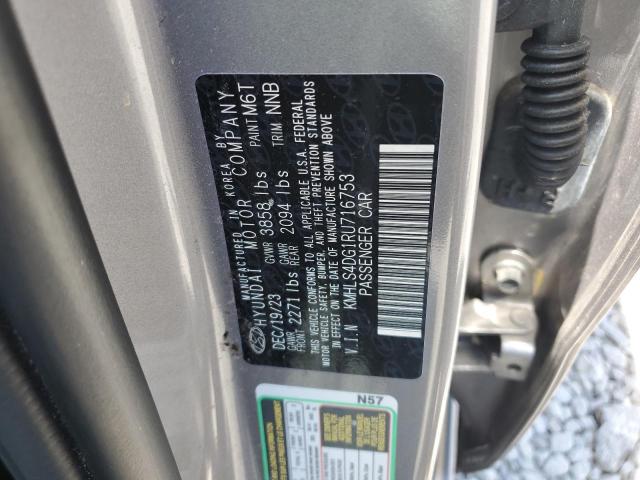 MANUFACTURED IN KOREA BY
HYUNDAI MOTOR COMPANY
DEC/19/23 GVWR 3858 lbs PAINT M6T
GAWR FRONT 2271 lbs GAWR REAR 2094 lbs TRIM NNB
THIS VEHICLE CONFORMS TO ALL APPLICABLE U.S.A. FEDERAL
MOTOR VEHICLE SAFETY, BUMPER, AND THEFT PREVENTION STANDARDS
IN EFFECT ON THE DATE OF MANUFACTURE SHOWN ABOVE
V.I.N KMHLS4DG1RU716753
PASSENGER CAR
N57